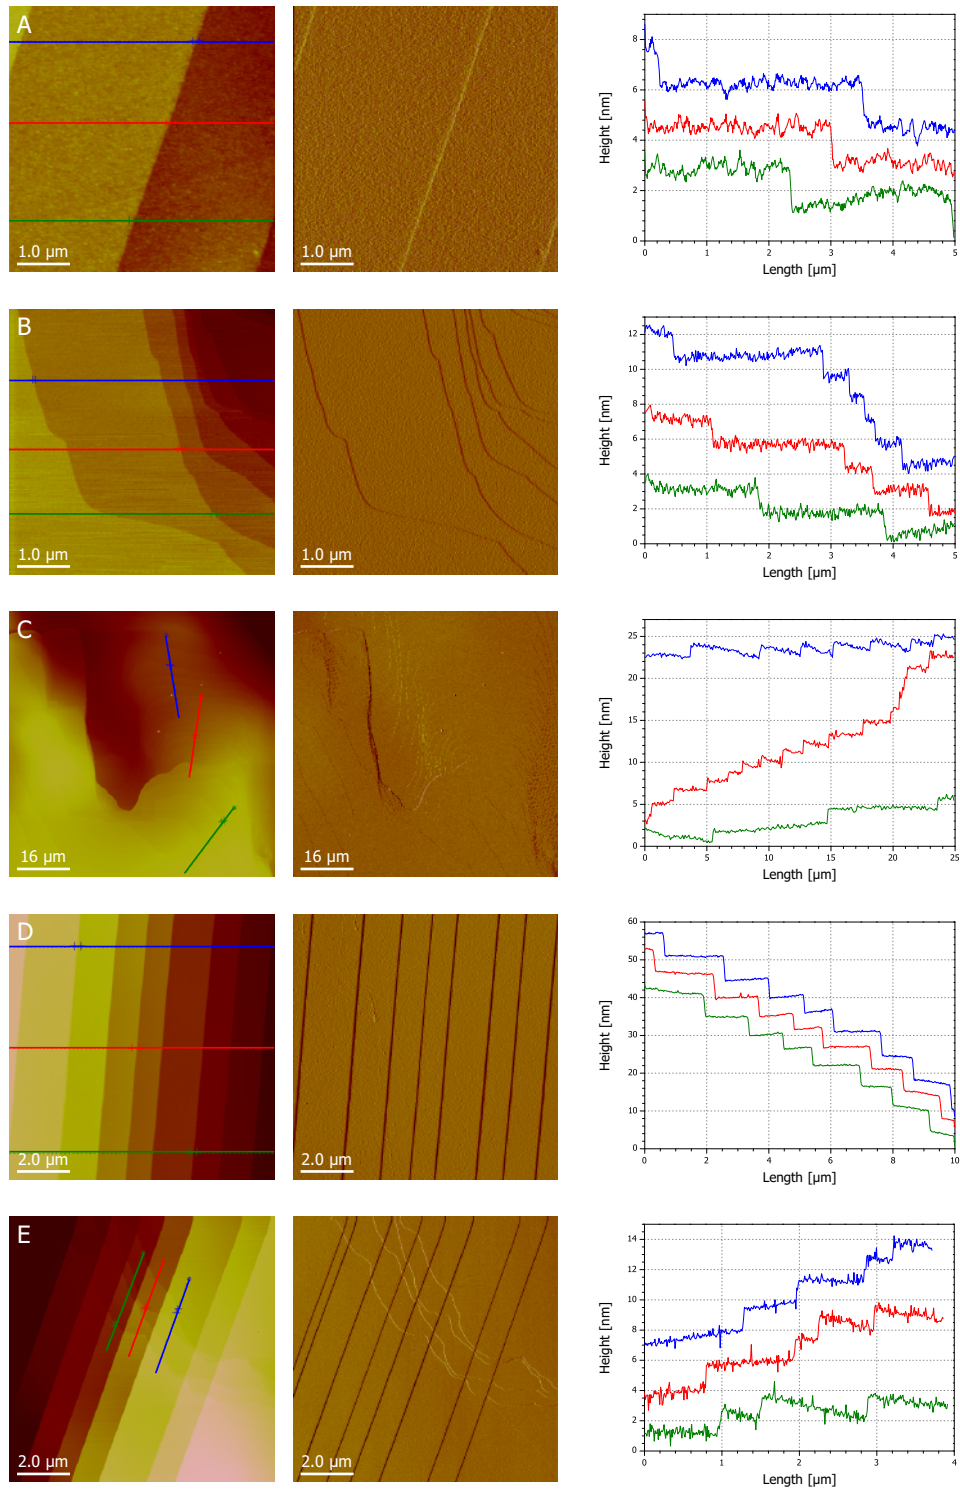 A
1.0 µm
1.0 µm
Height [nm]
8
6
4
2
0
0 1 2 3 4 5
Length [µm]
B
1.0 µm
1.0 µm
Height [nm]
12
10
8
6
4
2
0
0 1 2 3 4 5
Length [µm]
C
16 µm
16 µm
Height [nm]
25
20
15
10
5
0
0 5 10 15 20 25
Length [µm]
D
2.0 µm
2.0 µm
Height [nm]
60
50
40
30
20
10
0
0 2 4 6 8 10
Length [µm]
E
2.0 µm
2.0 µm
Height [nm]
14
12
10
8
6
4
2
0
0 1 2 3 4
Length [µm]